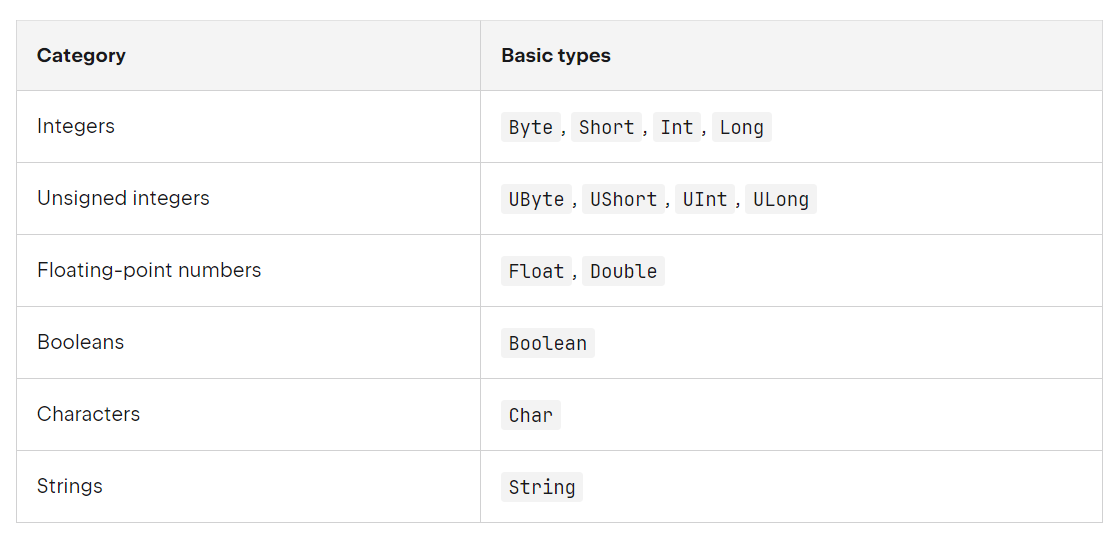 Category Basic types
Integers Byte, Short, Int, Long
Unsigned integers UByte, UShort, UInt, ULong
Floating-point numbers Float, Double
Booleans Boolean
Characters Char
Strings String